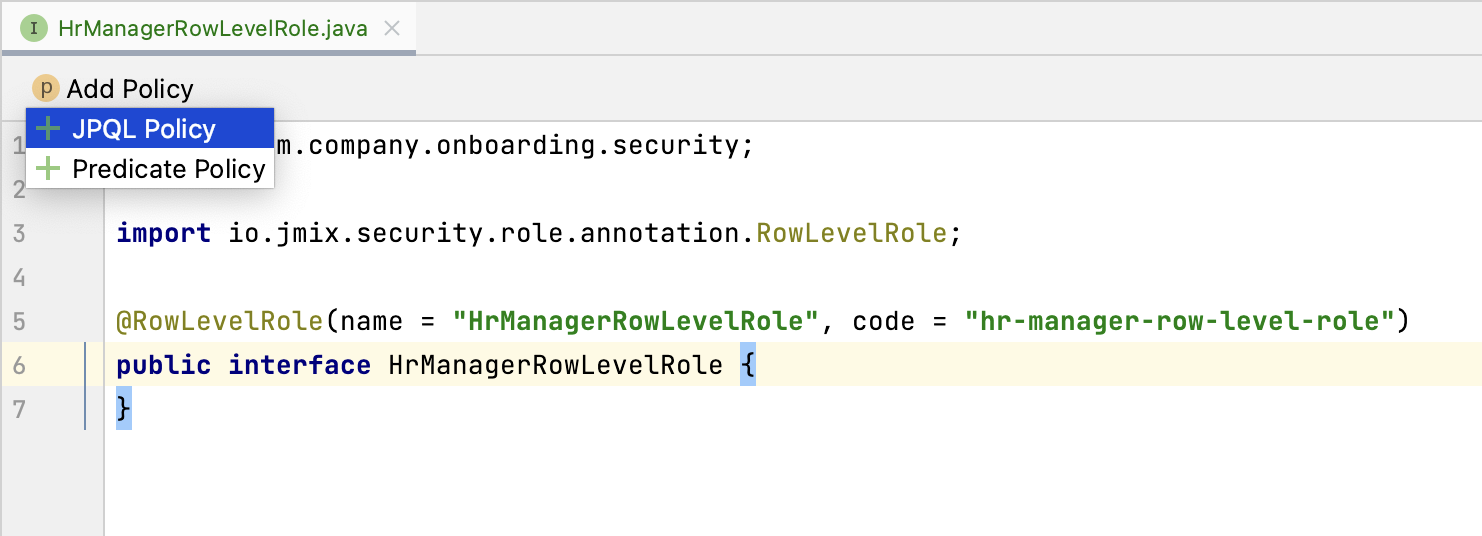 I HrManagerRowLevelRole.java
p Add Policy
JPQL Policy
Predicate Policy
1 m.company.onboarding.security;
2
3 import io.jmix.security.role.annotation.RowLevelRole;
4
5 @RowLevelRole(name = "HrManagerRowLevelRole", code = "hr-manager-row-level-role")
6 public interface HrManagerRowLevelRole {
7 }